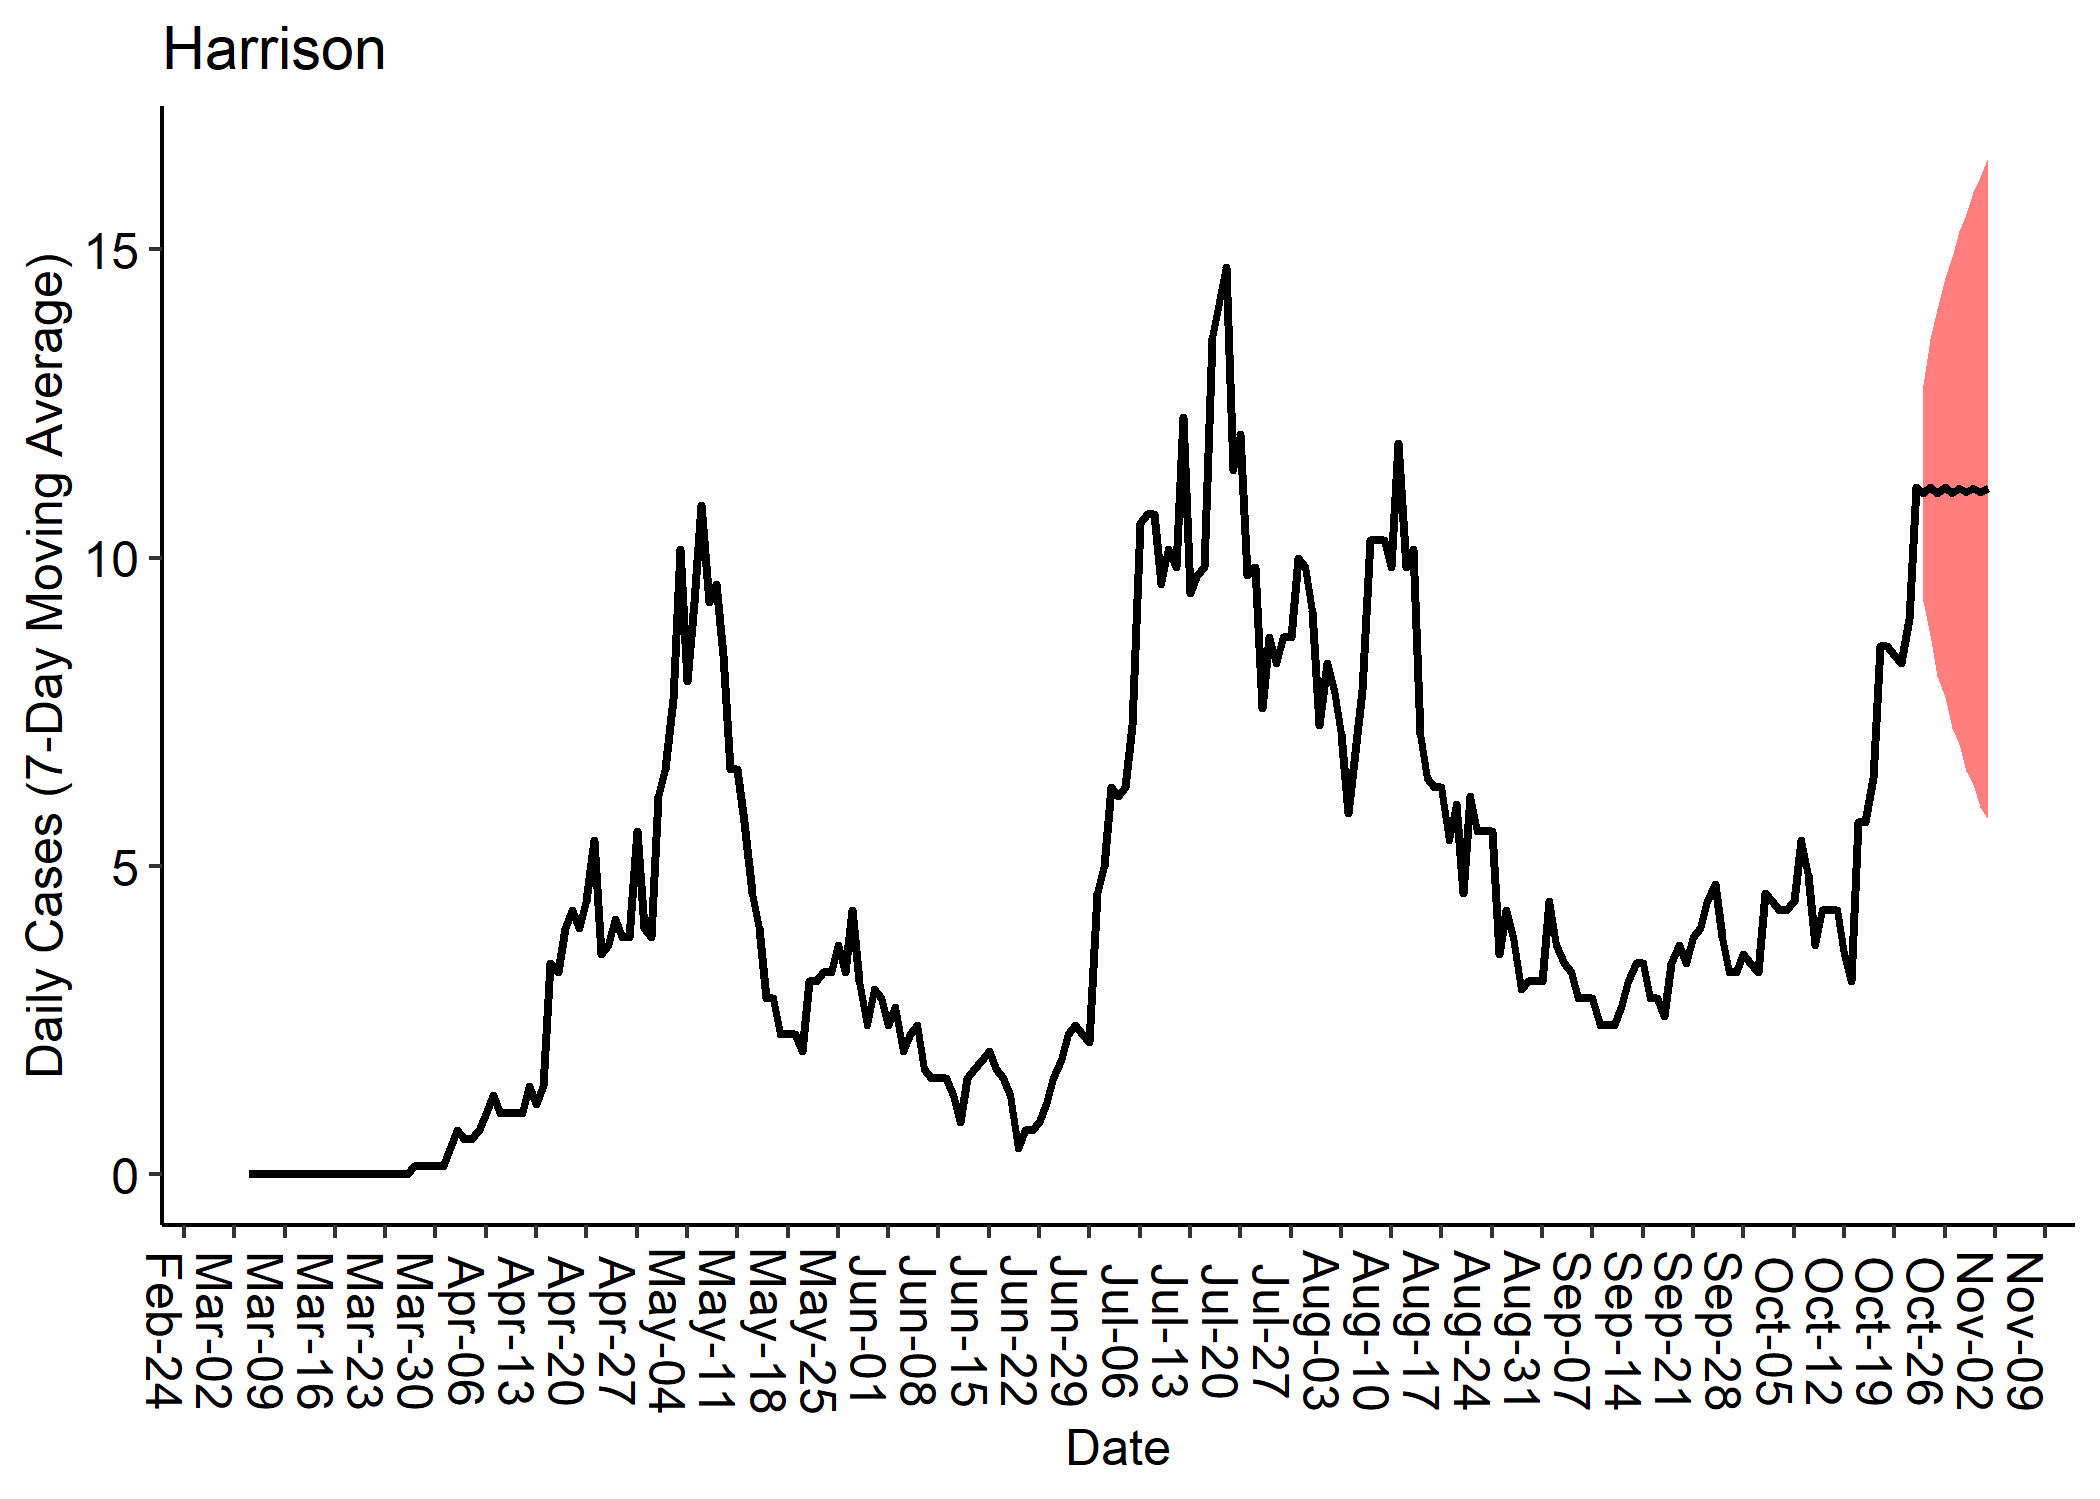 Harrison
Daily Cases (7-Day Moving Average)
15
10
5
0
Feb-24
Mar-02
Mar-09
Mar-16
Mar-23
Mar-30
Apr-06
Apr-13
Apr-20
Apr-27
May-04
May-11
May-18
May-25
Jun-01
Jun-08
Jun-15
Jun-22
Jun-29
Jul-06
Jul-13
Jul-20
Jul-27
Aug-03
Aug-10
Aug-17
Aug-24
Aug-31
Sep-07
Sep-14
Sep-21
Sep-28
Oct-05
Oct-12
Oct-19
Oct-26
Nov-02
Nov-09
Date